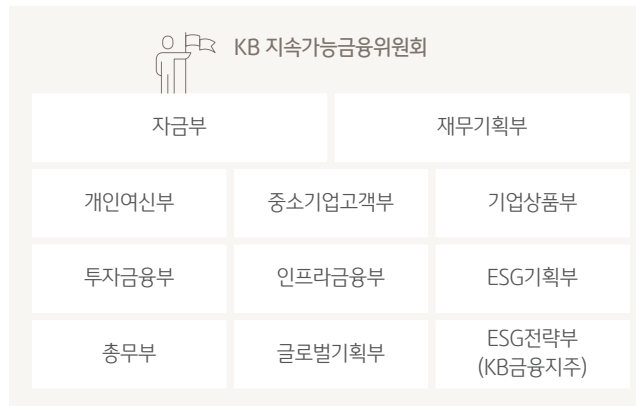 KB 지속가능금융위원회
자금부
재무기획부
개인여신부
중소기업고객부
기업상품부
투자금융부
인프라금융부
ESG기획부
총무부
글로벌기획부
ESG전략부
(KB금융지주)